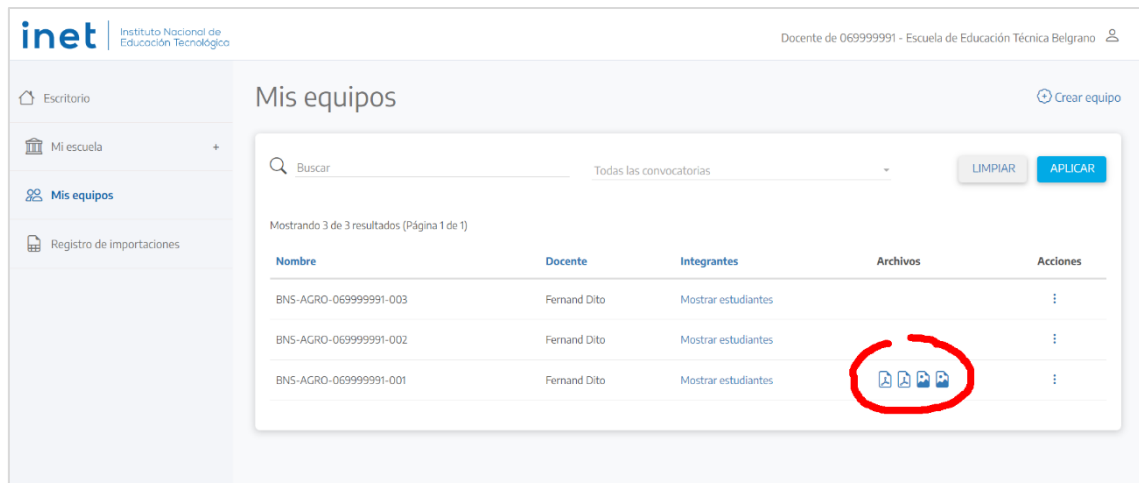 inet
Instituto Nacional de
Educación Tecnológica
Docente de 069999991 - Escuela de Educación Técnica Belgrano
Escritorio
Mis equipos
Crear equipo
Mi escuela +
Buscar
Todas las convocatorias
LIMPIAR
APLICAR
Mis equipos
Mostrando 3 de 3 resultados (Página 1 de 1)
Registro de importaciones
Nombre Docente Integrantes Archivos Acciones
BNS-AGRO-069999991-003 Fernand Dito Mostrar estudiantes
BNS-AGRO-069999991-002 Fernand Dito Mostrar estudiantes
BNS-AGRO-069999991-001 Fernand Dito Mostrar estudiantes